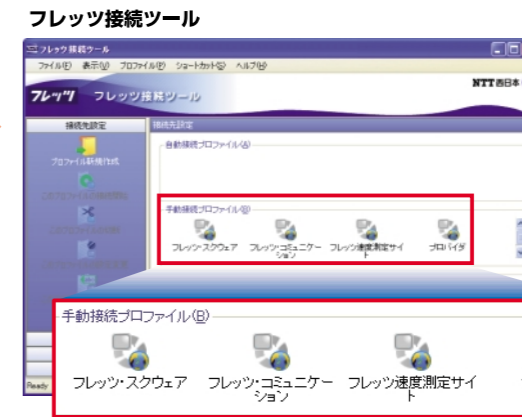 フレッツ接続ツール
フレッツ接続ツール
ファイル(F) 表示(V) プロファイル(P) ショートカット(S) ヘルプ(H)
NTT西日本
フレッツ フレッツ接続ツール
接続先設定
接続先設定
自動接続プロファイル(A)
プロファイル新規作成
手動接続プロファイル(B)
フレッツ・スクウェア
フレッツ・コミュニケーション
フレッツ速度測定サイト
プロバイダ
手動接続プロファイル(B)
フレッツ・スクウェア
フレッツ・コミュニケーション
フレッツ速度測定サイト
Ready